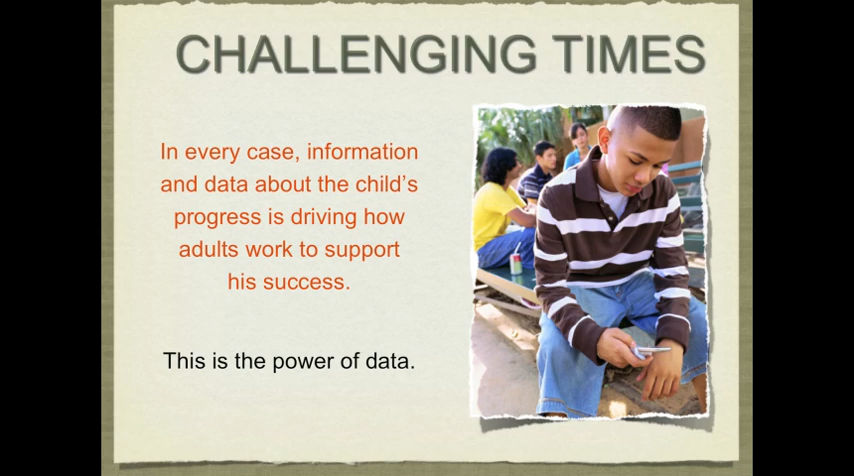 CHALLENGING TIMES
In every case, information
and data about the child’s
progress is driving how
adults work to support
his success.
This is the power of data.